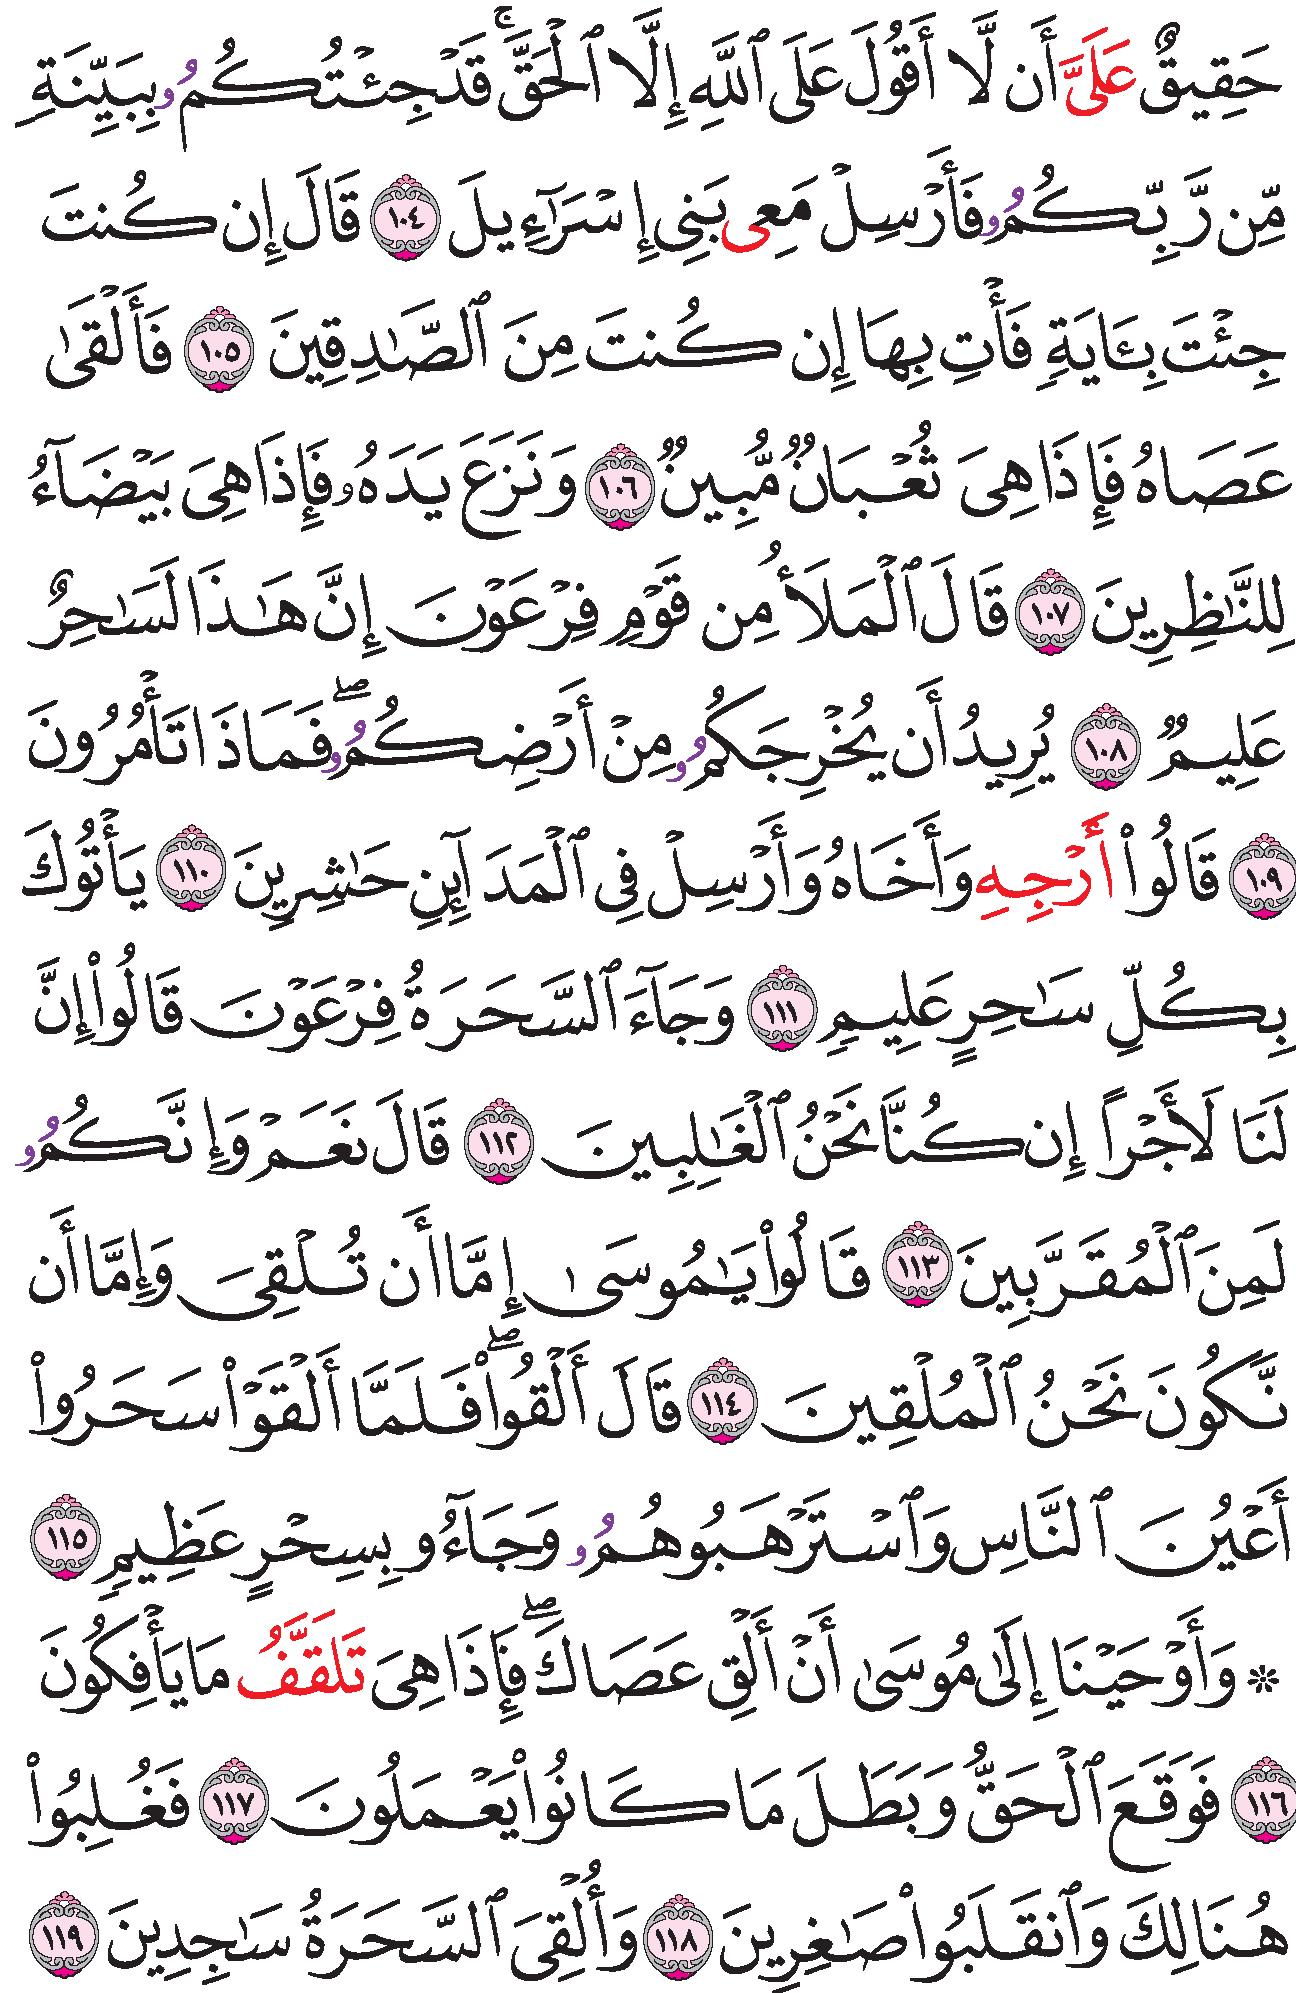 حَقِيقٌ عَلَيَّ أَن لَّا أَقُولَ عَلَى ٱللَّهِ إِلَّا ٱلْحَقَّۚ قَدْ جِئْتُكُمُۥ بِبَيِّنَةٍ
مِّن رَّبِّكُمُۥ فَأَرْسِلْ مَعِى بَنِى إِسْرَٰٓءِيلَ ١٠٤ قَالَ إِن كُنتَ
جِئْتَ بِـَٔايَةٍ فَأْتِ بِهَا إِن كُنتَ مِنَ ٱلصَّٰدِقِينَ ١٠٥ فَأَلْقَىٰ
عَصَاهُ فَإِذَا هِىَ ثُعْبَانٌ مُّبِينٌ ١٠٦ وَنَزَعَ يَدَهُۥ فَإِذَا هِىَ بَيْضَآءُ
لِلنَّٰظِرِينَ ١٠٧ قَالَ ٱلْمَلَأُ مِن قَوْمِ فِرْعَوْنَ إِنَّ هَٰذَا لَسَٰحِرٌ
عَلِيمٌ ١٠٨ يُرِيدُ أَن يُخْرِجَكُمُۥ مِنْ أَرْضِكُمُۥۖ فَمَاذَا تَأْمُرُونَ
١٠٩ قَالُوا۟ أَرْجِهِ وَأَخَاهُ وَأَرْسِلْ فِى ٱلْمَدَآئِنِ حَٰشِرِينَ ١١٠ يَأْتُوكَ
بِكُلِّ سَٰحِرٍ عَلِيمٍ ١١١ وَجَآءَ ٱلسَّحَرَةُ فِرْعَوْنَ قَالُوا۟ إِنَّ
لَنَا لَأَجْرًا إِن كُنَّا نَحْنُ ٱلْغَٰلِبِينَ ١١٢ قَالَ نَعَمْ وَإِنَّكُمُۥ
لَمِنَ ٱلْمُقَرَّبِينَ ١١٣ قَالُوا۟ يَٰمُوسَىٰ إِمَّا أَن تُلْقِىَ وَإِمَّا أَن
نَّكُونَ نَحْنُ ٱلْمُلْقِينَ ١١٤ قَالَ أَلْقُوا۟ۖ فَلَمَّا أَلْقَوْا۟ سَحَرُوا۟
أَعْيُنَ ٱلنَّاسِ وَٱسْتَرْهَبُوهُمُۥ وَجَآءُو بِسِحْرٍ عَظِيمٍ ١١٥
۞ وَأَوْحَيْنَا إِلَىٰ مُوسَىٰ أَنْ أَلْقِ عَصَاكَۖ فَإِذَا هِىَ تَلَقَّفُ مَا يَأْفِكُونَ
١١٦ فَوَقَعَ ٱلْحَقُّ وَبَطَلَ مَا كَانُوا۟ يَعْمَلُونَ ١١٧ فَغُلِبُوا۟
هُنَالِكَ وَٱنقَلَبُوا۟ صَٰغِرِينَ ١١٨ وَأُلْقِىَ ٱلسَّحَرَةُ سَٰجِدِينَ ١١٩